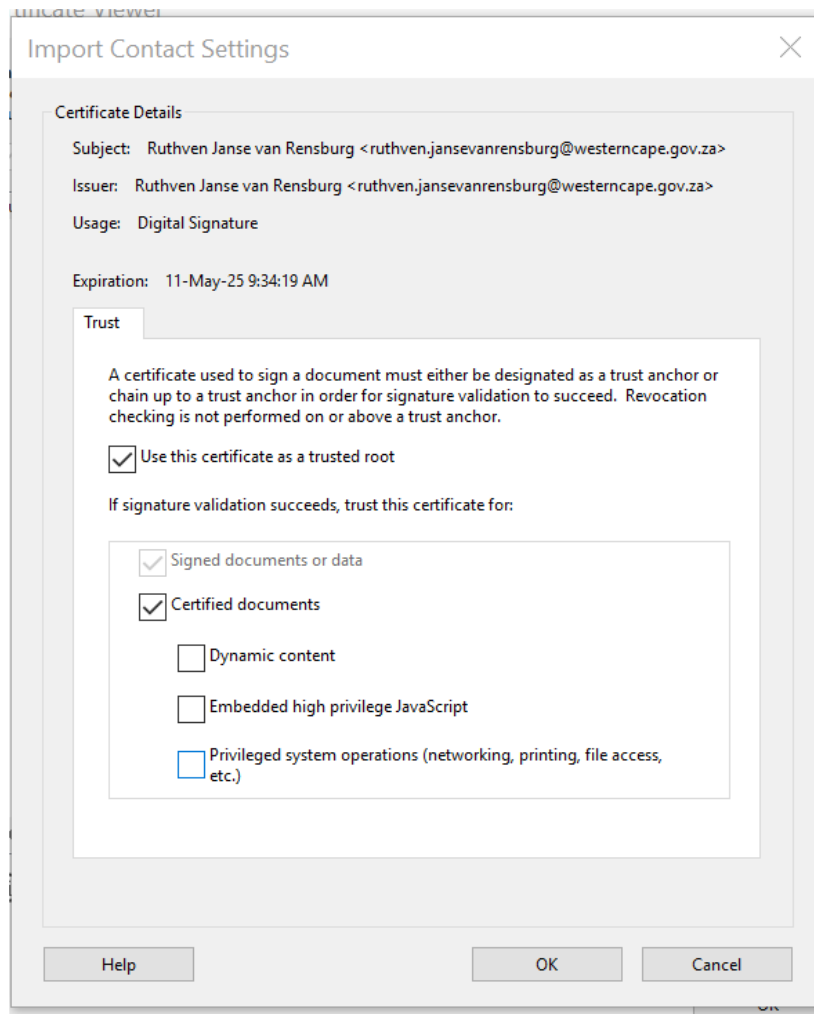 tificate Viewer
Import Contact Settings
Certificate Details
Subject: Ruthven Janse van Rensburg <ruthven.jansevanrensburg@westerncape.gov.za>
Issuer: Ruthven Janse van Rensburg <ruthven.jansevanrensburg@westerncape.gov.za>
Usage: Digital Signature
Expiration: 11-May-25 9:34:19 AM
Trust
A certificate used to sign a document must either be designated as a trust anchor or
chain up to a trust anchor in order for signature validation to succeed. Revocation
checking is not performed on or above a trust anchor.
Use this certificate as a trusted root
If signature validation succeeds, trust this certificate for:
Signed documents or data
Certified documents
Dynamic content
Embedded high privilege JavaScript
Privileged system operations (networking, printing, file access,
etc.)
Help OK Cancel
OK